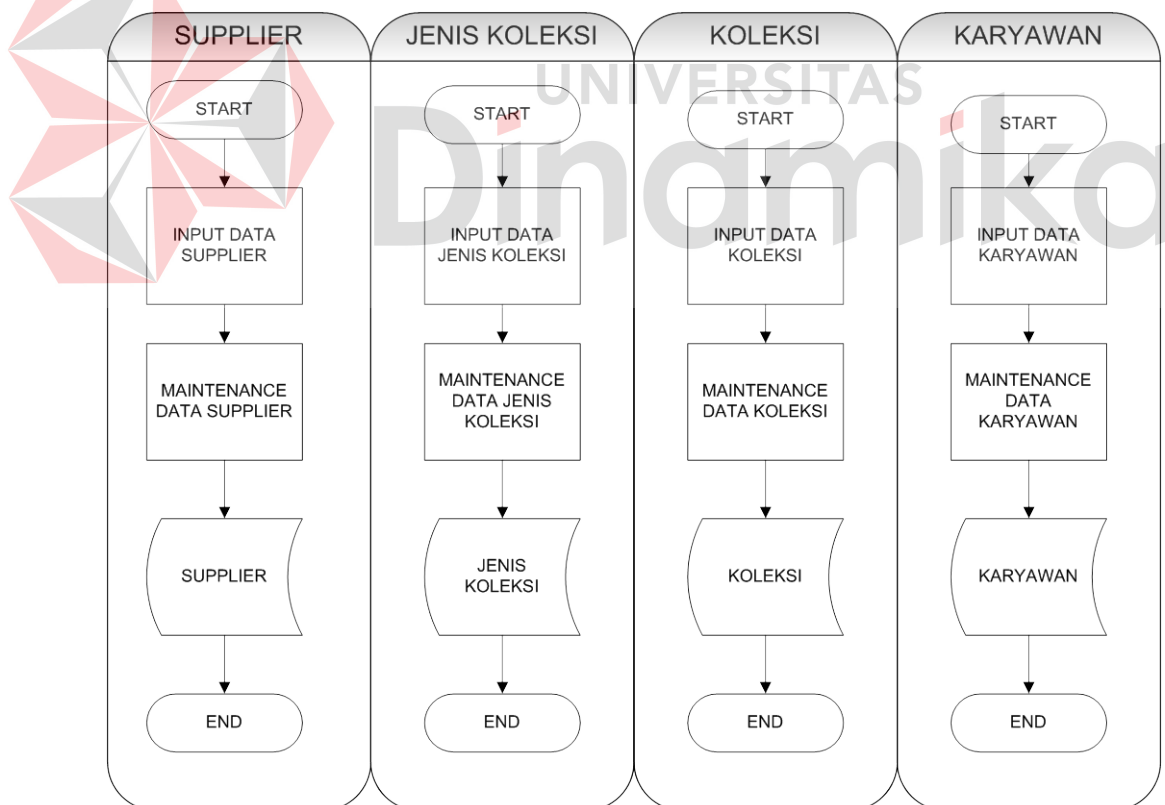 SUPPLIER
JENIS KOLEKSI
KOLEKSI
KARYAWAN
UNIVERSITAS
Dinamika
START
INPUT DATA
SUPPLIER
MAINTENANCE
DATA SUPPLIER
SUPPLIER
END
START
INPUT DATA
JENIS KOLEKSI
MAINTENANCE
DATA JENIS
KOLEKSI
JENIS
KOLEKSI
END
START
INPUT DATA
KOLEKSI
MAINTENANCE
DATA KOLEKSI
KOLEKSI
END
START
INPUT DATA
KARYAWAN
MAINTENANCE
DATA
KARYAWAN
KARYAWAN
END